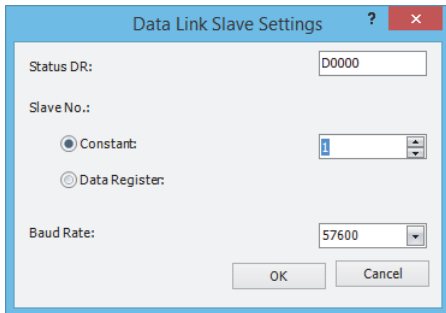 Data Link Slave Settings ? ×
Status DR: D0000
Slave No.:
Constant: 1
Data Register:
Baud Rate: 57600
OK Cancel